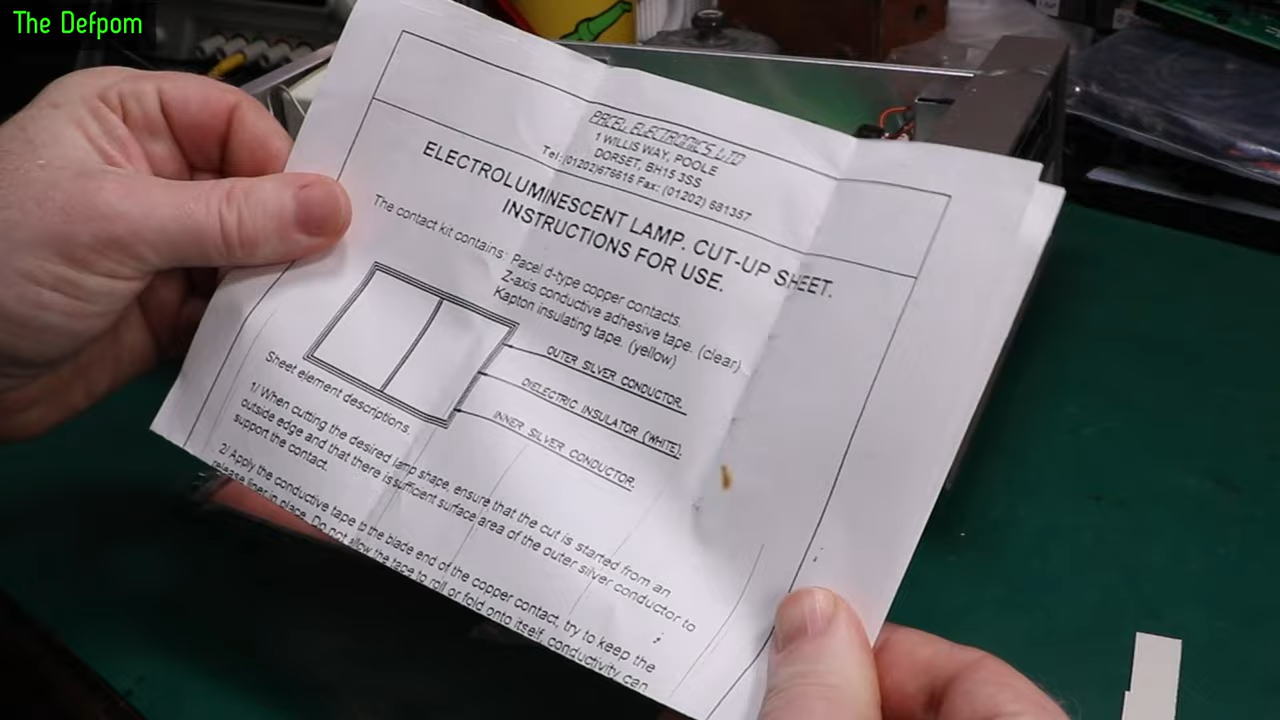 The Defpom
PACEL ELECTRONICS LTD
1 WILLIS WAY, POOLE
DORSET, BH15 3SS
Tel: (01202)676616 Fax: (01202) 681357
ELECTROLUMINESCENT LAMP. CUT-UP SHEET.
INSTRUCTIONS FOR USE.
The contact kit contains: Pacel d-type copper contacts.
Z-axis conductive adhesive tape. (clear)
Kapton insulating tape. (yellow)
OUTER SILVER CONDUCTOR.
DIELECTRIC INSULATOR (WHITE).
INNER SILVER CONDUCTOR.
Sheet element descriptions.
1/ When cutting the desired lamp shape, ensure that the cut is started from an
outside edge and that there is sufficient surface area of the outer silver conductor to
support the contact.
2/ Apply the conductive tape to the blade end of the copper contact, try to keep the
release liner in place. Do not allow the tape to roll or fold onto itself, conductivity can